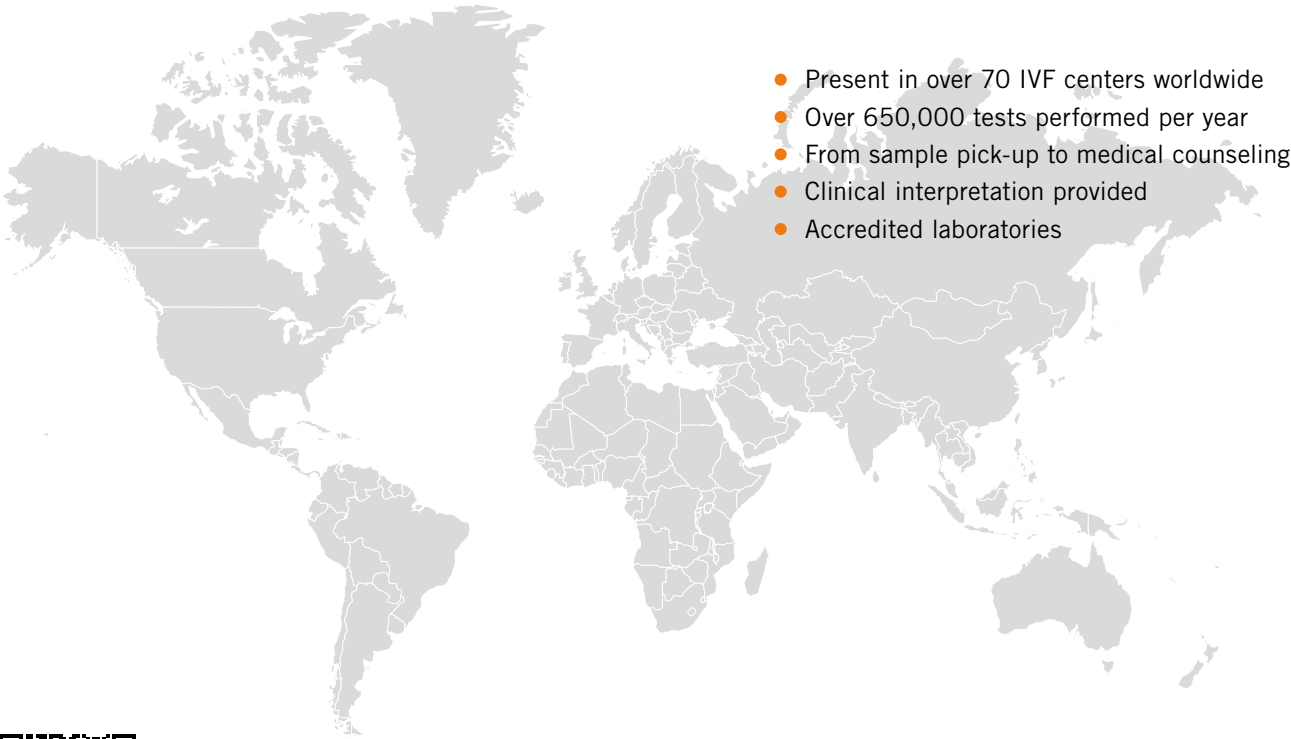 Present in over 70 IVF centers worldwide
Over 650,000 tests performed per year
From sample pick-up to medical counseling
Clinical interpretation provided
Accredited laboratories